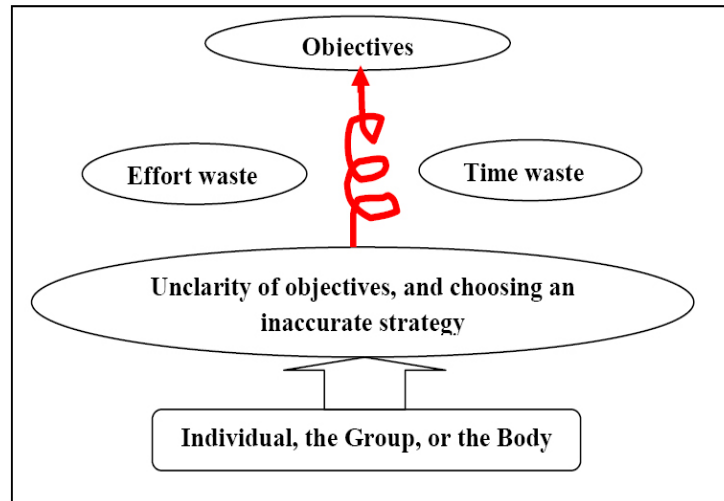 Objectives
Effort waste
Time waste
Unclarity of objectives, and choosing an
inaccurate strategy
Individual, the Group, or the Body